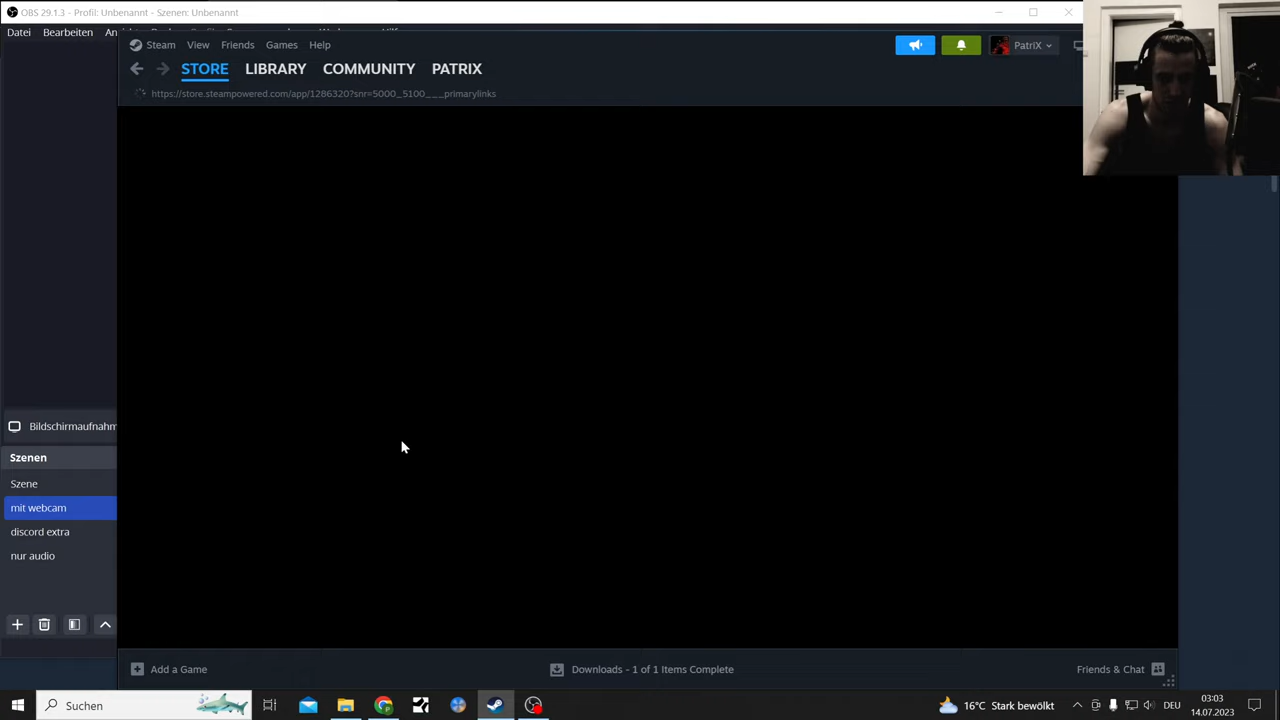 OBS 29.1.3 - Profil: Unbenannt - Szenen: Unbenannt
Datei Bearbeiten
Steam View Friends Games Help
PatriX
STORE LIBRARY COMMUNITY PATRIX
https://store.steampowered.com/app/1286320?snr=5000_5100___primarylinks
Bildschirmaufnahm
Szenen
Szene
mit webcam
discord extra
nur audio
Add a Game
Downloads - 1 of 1 Items Complete
Friends & Chat
Suchen
16°C Stark bewölkt
DEU
03:03
14.07.2023